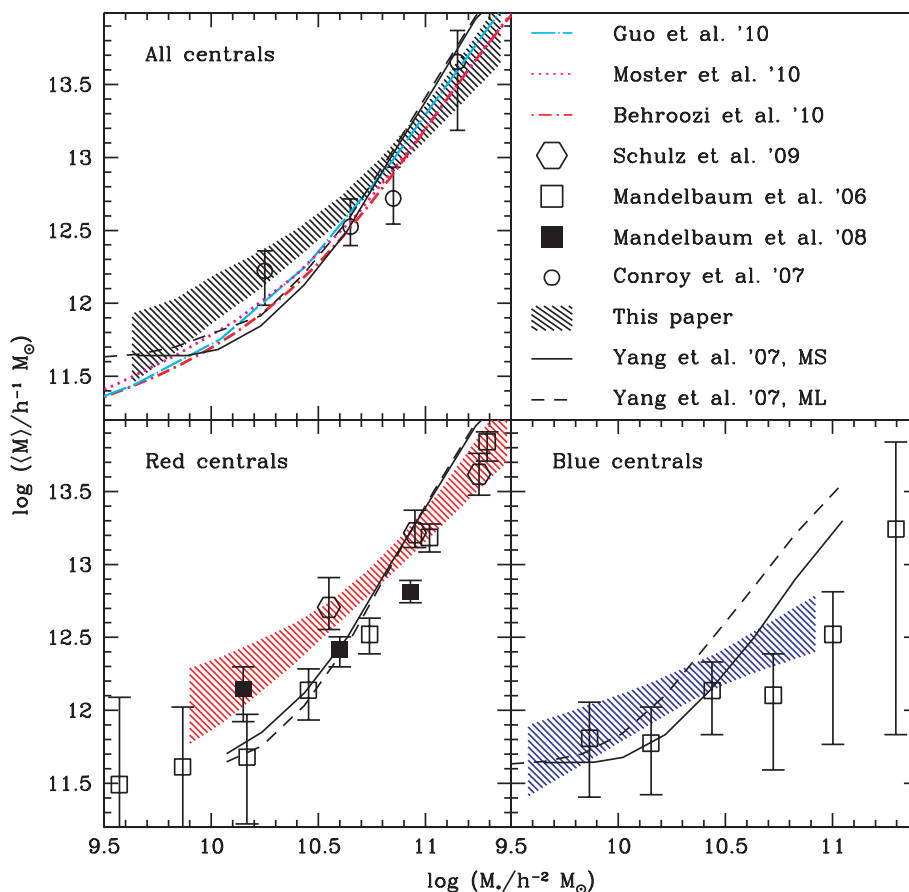 All centrals
Guo et al. '10
Moster et al. '10
Behroozi et al. '10
Schulz et al. '09
Mandelbaum et al. '06
Mandelbaum et al. '08
Conroy et al. '07
This paper
Yang et al. '07, MS
Yang et al. '07, ML
13.5
13
12.5
12
11.5
log (⟨M⟩/h⁻¹ M⊙)
Red centrals
Blue centrals
13.5
13
12.5
12
11.5
9.5 10 10.5 11 9.5 10 10.5 11
log (M*/h⁻² M⊙)